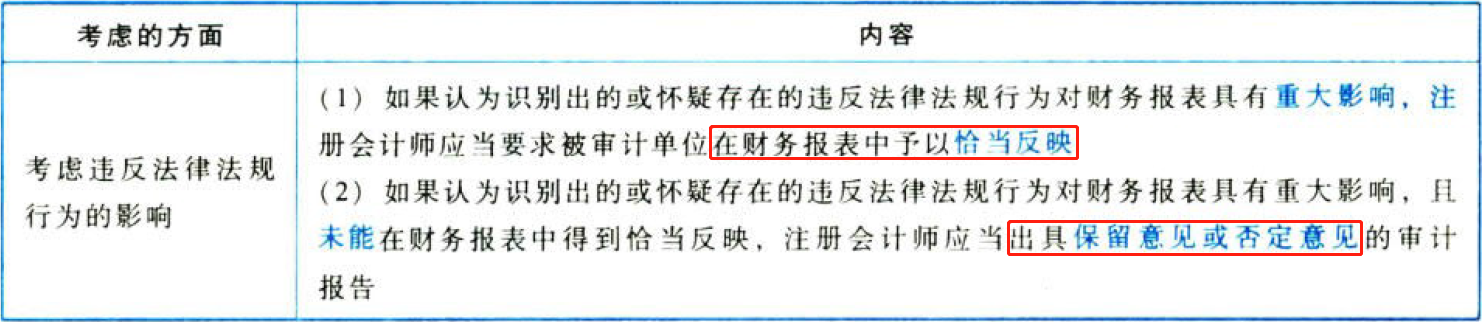 考虑的方面
内容
考虑违反法律法规
行为的影响
(1) 如果认为识别出的或怀疑存在的违反法律法规行为对财务报表具有重大影响，注
册会计师应当要求被审计单位在财务报表中予以恰当反映
(2) 如果认为识别出的或怀疑存在的违反法律法规行为对财务报表具有重大影响，且
未能在财务报表中得到恰当反映，注册会计师应当出具保留意见或否定意见的审计
报告